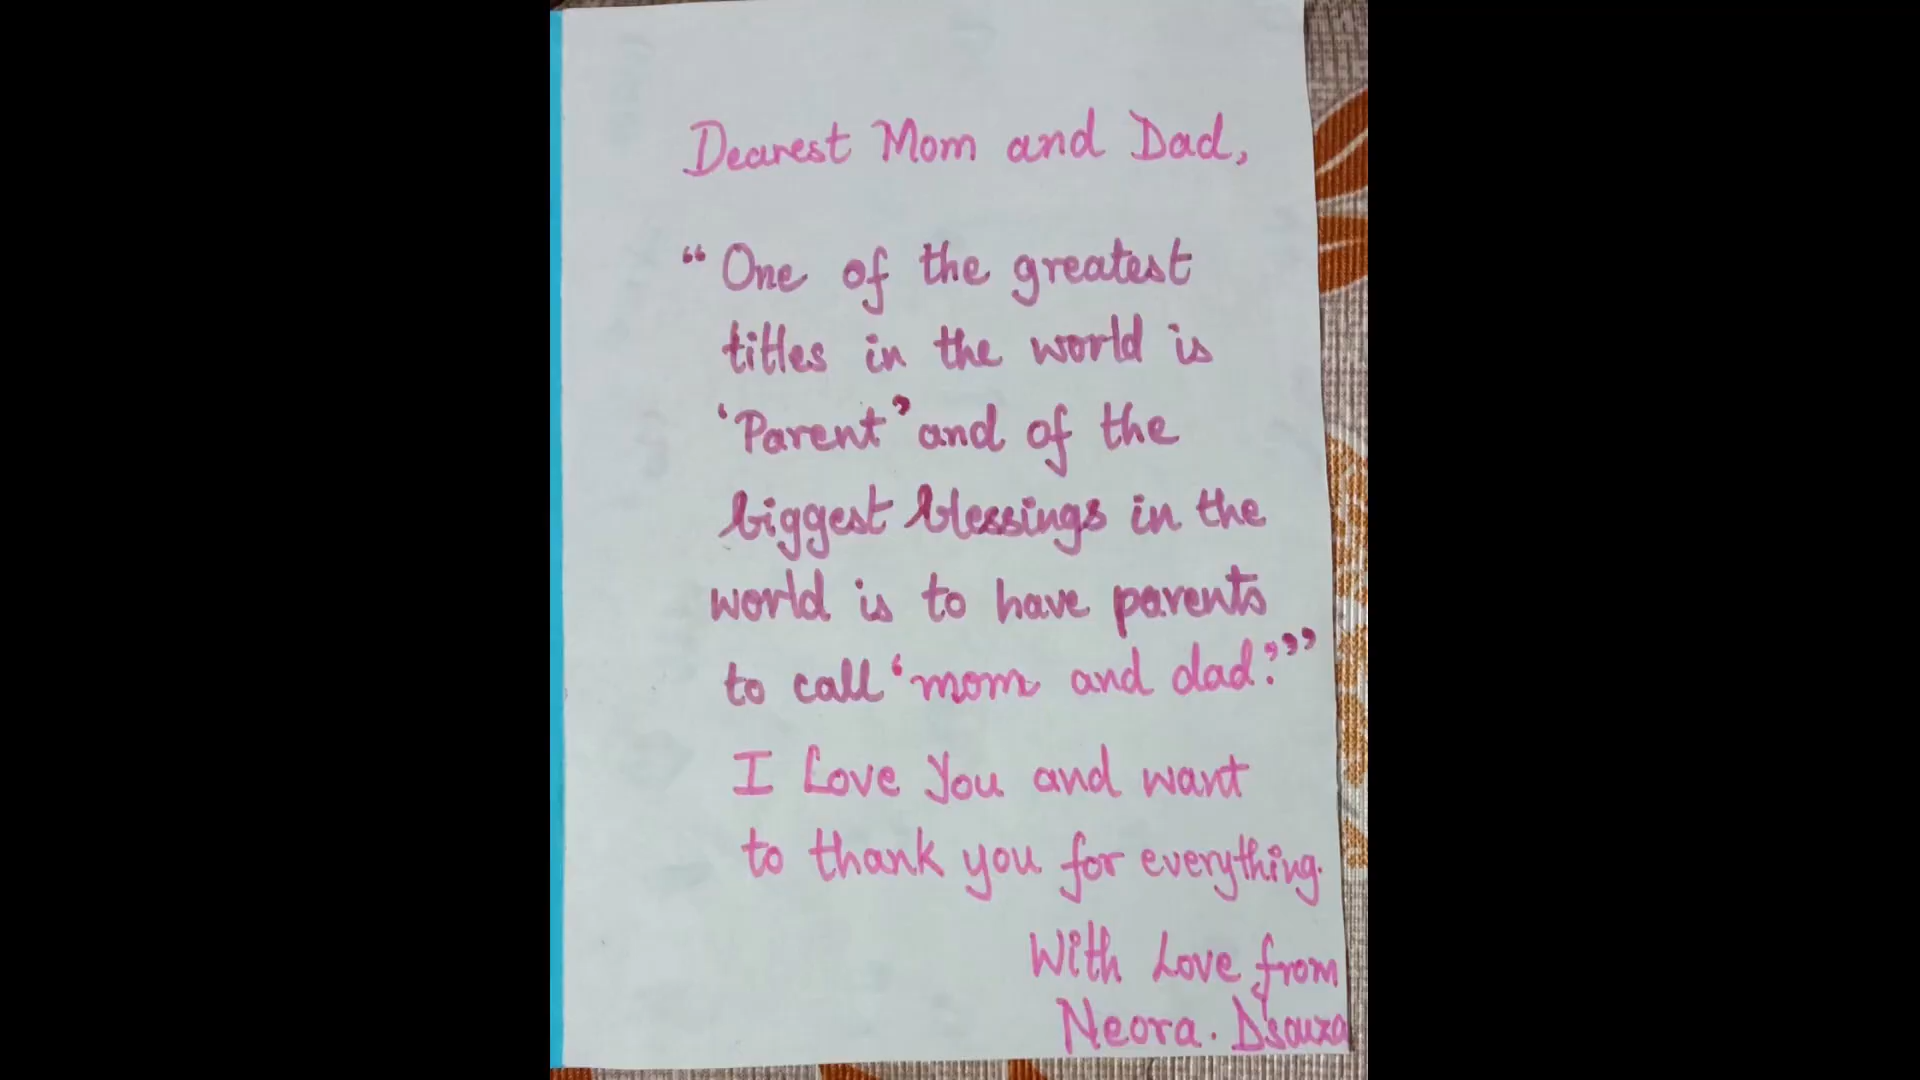 Dearest Mom and Dad,
“One of the greatest
titles in the world is
‘Parent’ and of the
biggest blessings in the
world is to have parents
to call ‘mom and dad.’”
I Love You and want
to thank you for everything.
With Love from
Neora. Dsouza